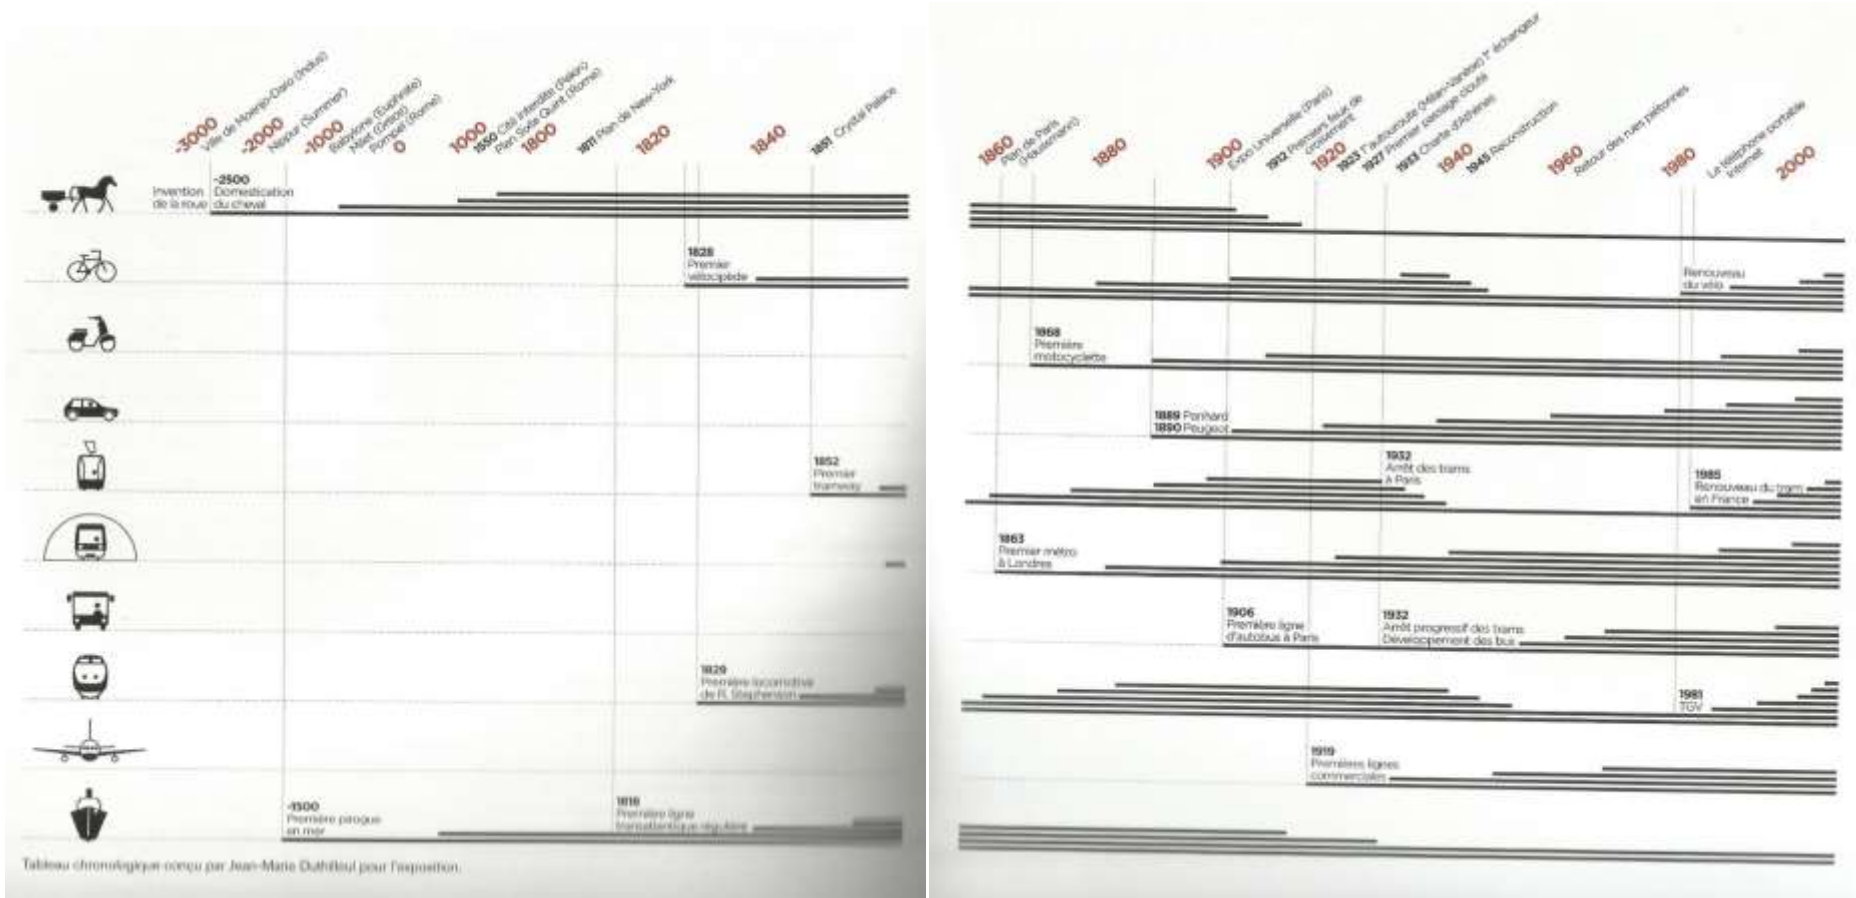 -3000
Ville de Moenjo-Daro (Indus)
-2000
Nippur (Summer)
-1000
Babylone (Euphrate)
Milet (Grèce)
Pompéi (Rome)
0
1000
1550 Cité Interdite (Pékin)
Plan Sixte Quint (Rome)
1800
1811 Plan de New-York
1820
1840
1851 Crystal Palace
1860
Plan de Paris
(Haussmann)
1880
1900
Expo Universelle (Paris)
1912 Premiers feux de
croisement
1920
1923 1e autouroute (Milan-Varèse) 1e échangeur
1927 Premier passage clouté
1933 Charte d'Athènes
1940
1945 Reconstruction
1960
Retour des rues piétonnes
1980
Le téléphone portable
Internet
2000
Invention
de la roue
-2500
Domestication
du cheval
1828
Premier
vélocipède
Renouveau
du vélo
1868
Première
motocyclette
1889 Panhard
1890 Peugeot
1852
Premier
tramway
1932
Arrêt des trams
à Paris
1985
Renouveau du tram
en France
1863
Premier métro
à Londres
1906
Première ligne
d'autobus à Paris
1932
Arrêt progressif des trams
Développement des bus
1829
Première locomotive
de R. Stephenson
1981
TGV
1919
Premières lignes
commerciales
-1500
Première pirogue
en mer
1818
Première ligne
transatlantique régulière
Tableau chronologique conçu par Jean-Marie Duthilleul pour l'exposition.